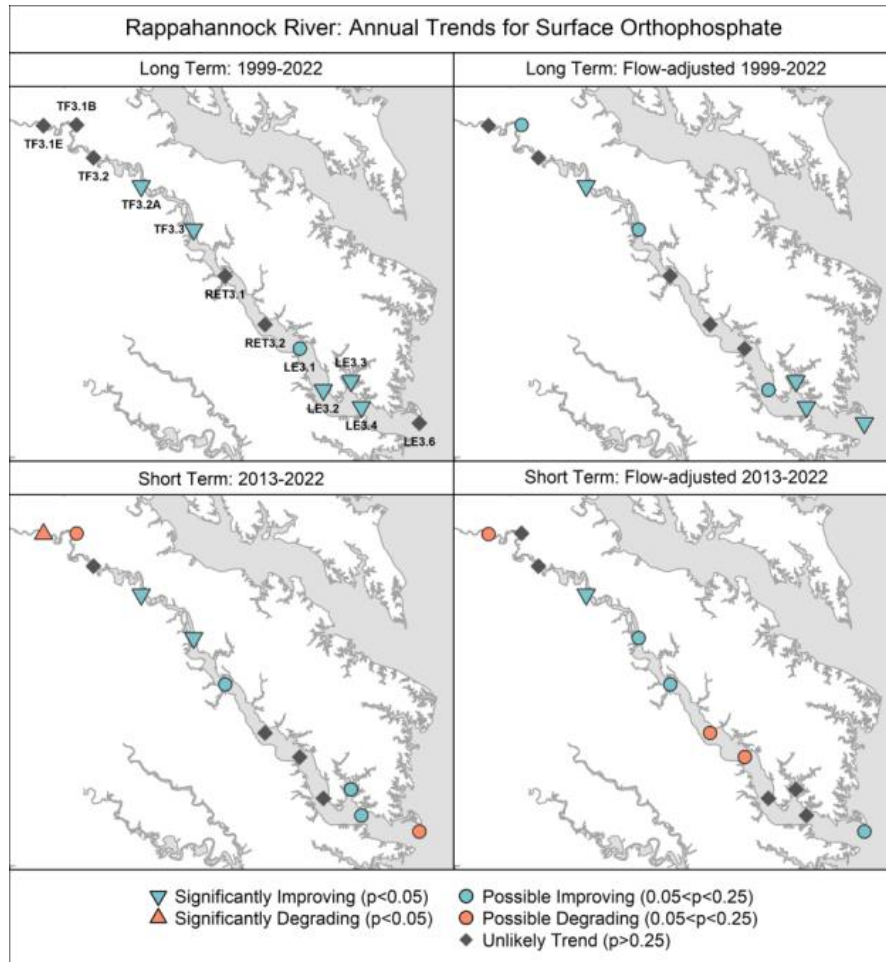 Rappahannock River: Annual Trends for Surface Orthophosphate
Long Term: 1999-2022
Long Term: Flow-adjusted 1999-2022
TF3.1B
TF3.1E
TF3.2
TF3.2A
TF3.3
RET3.1
RET3.2
LE3.1
LE3.3
LE3.2
LE3.4
LE3.6
Short Term: 2013-2022
Short Term: Flow-adjusted 2013-2022
Significantly Improving (p<0.05)
Possible Improving (0.05<p<0.25)
Significantly Degrading (p<0.05)
Possible Degrading (0.05<p<0.25)
Unlikely Trend (p>0.25)